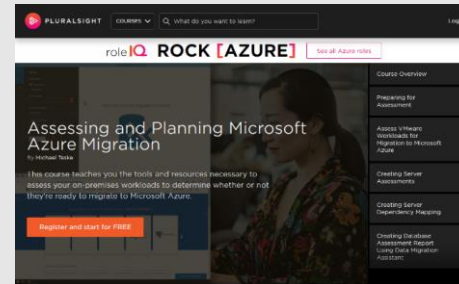 PLURALSIGHT COURSES What do you want to learn?
role IQ ROCK [AZURE] See all Azure roles
Assessing and Planning Microsoft
Azure Migration
By Michael Teske
This course teaches you the tools and resources necessary to
assess your on-premises workloads to determine whether or not
they're ready to migrate to Microsoft Azure.
Register and start for FREE
Course Overview
Preparing for
Assessment
Assess VMware
Workloads for
Migration to Microsoft
Azure
Creating Server
Assessments
Creating Server
Dependency Mapping
Creating Database
Assessment Report
Using Data Migration
Assistant